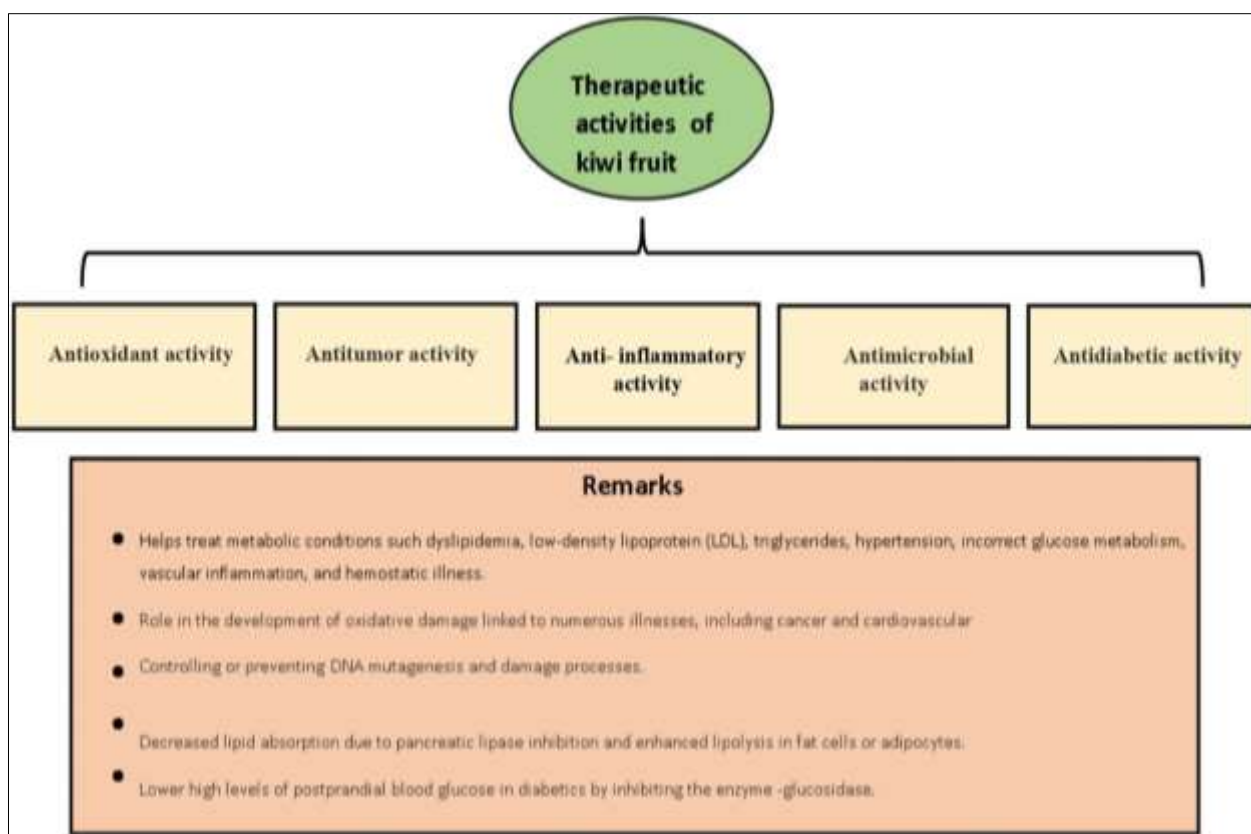 Therapeutic
activities of
kiwi fruit
Antioxidant activity
Antitumor activity
Anti- inflammatory
activity
Antimicrobial
activity
Antidiabetic activity
Remarks
● Helps treat metabolic conditions such dyslipidemia, low-density lipoprotein (LDL), triglycerides, hypertension, incorrect glucose metabolism,
vascular inflammation, and hemostatic illness.
● Role in the development of oxidative damage linked to numerous illnesses, including cancer and cardiovascular
● Controlling or preventing DNA mutagenesis and damage processes.
● Decreased lipid absorption due to pancreatic lipase inhibition and enhanced lipolysis in fat cells or adipocytes.
● Lower high levels of postprandial blood glucose in diabetics by inhibiting the enzyme -glucosidase.